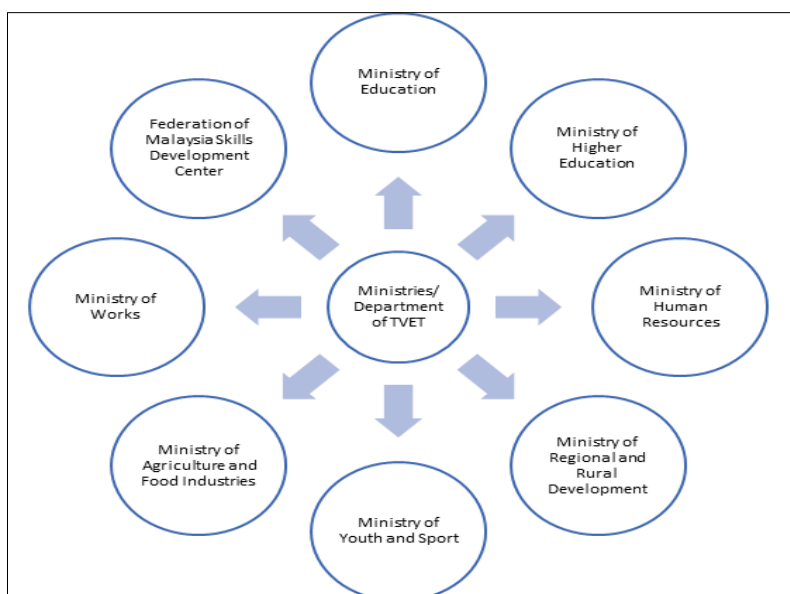 Ministry of
Education
Ministry of
Higher
Education
Ministry of
Human
Resources
Ministry of
Regional and
Rural
Development
Ministry of
Youth and Sport
Ministry of
Agriculture and
Food Industries
Ministry of
Works
Federation of
Malaysia Skills
Development
Center
Ministries/
Department
of TVET